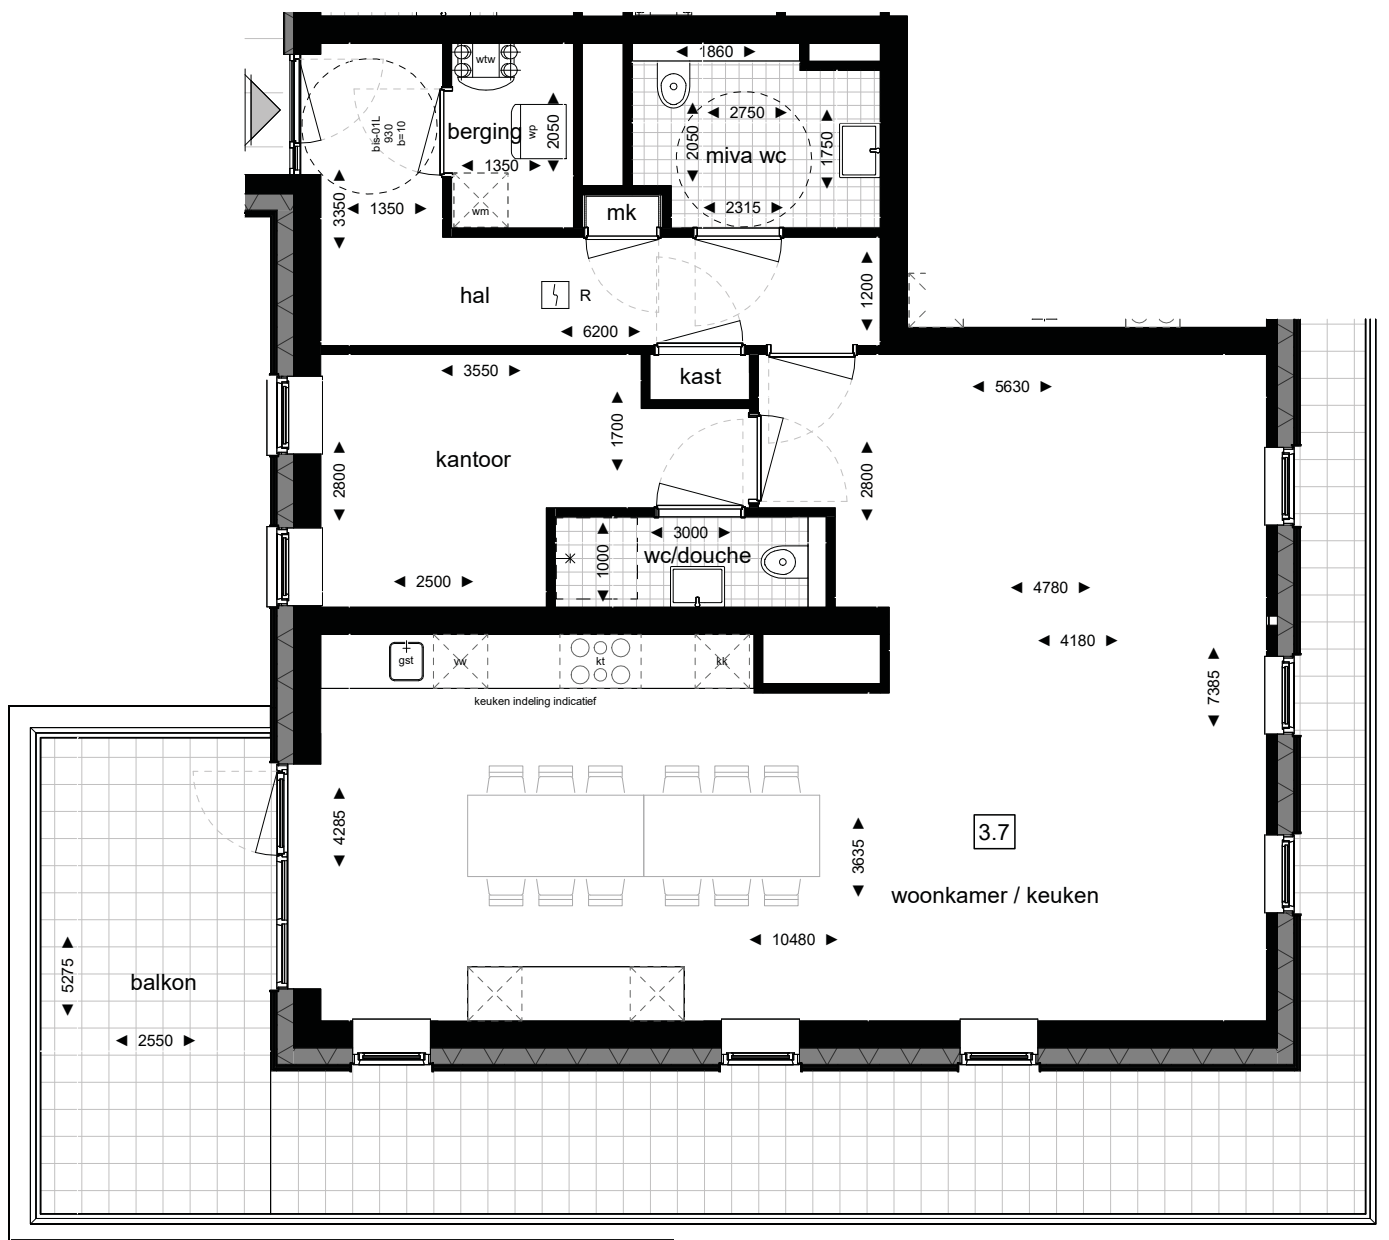 1860
wtw
2750
bis-01L
930
b=10
berging
wp
2050
2050
miva wc
1750
1350
3350
1350
wm
mk
2315
hal
R
1200
6200
3550
kast
5630
1700
kantoor
2800
2800
3000
wc/douche
1000
2500
4780
4180
gst
vw
kt
kk
7385
keuken indeling indicatief
4285
3.7
3635
woonkamer / keuken
10480
5275
balkon
2550